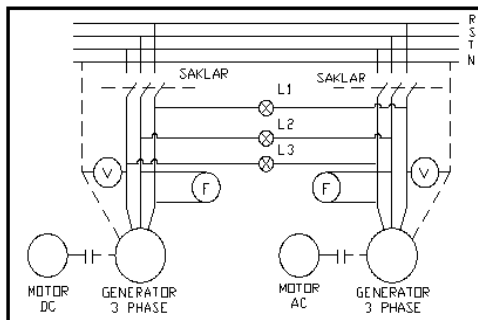 R
S
T
N
SAKLAR
SAKLAR
L1
L2
L3
V
F
F
V
MOTOR
DC
GENERATOR
3 PHASE
MOTOR
AC
GENERATOR
3 PHASE